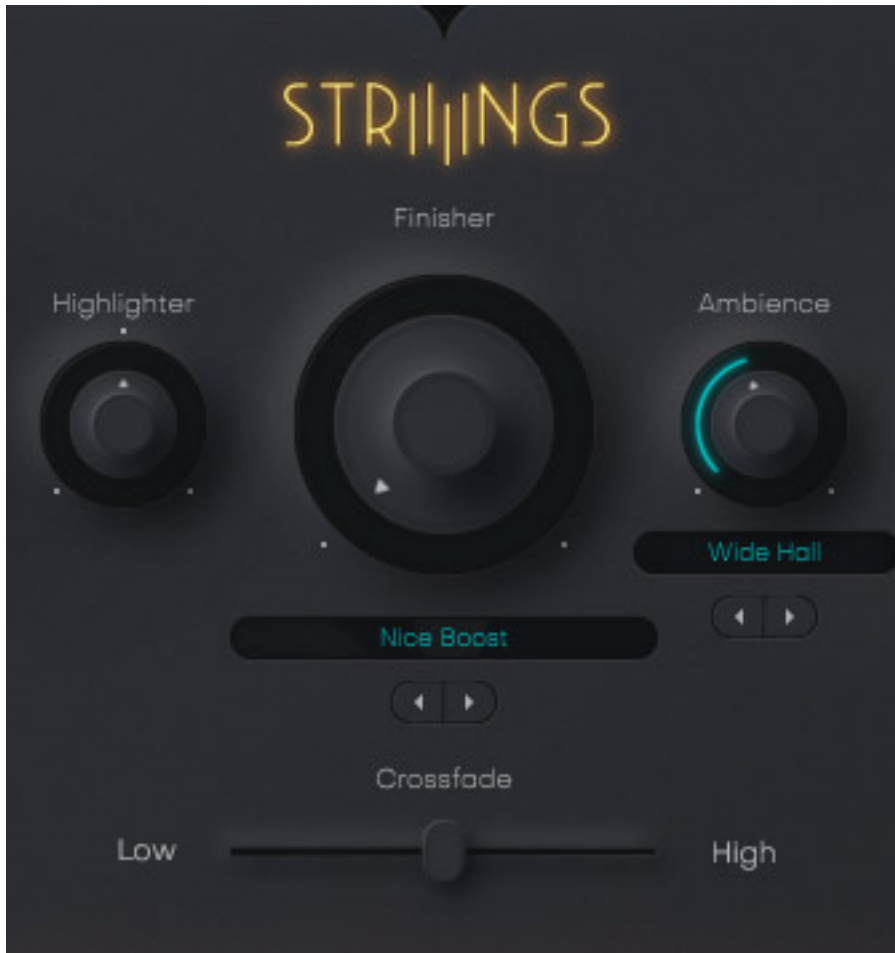 STRIIIINGS
Finisher
Highlighter
Ambience
Wide Hall
Nice Boost
Crossfade
Low
High